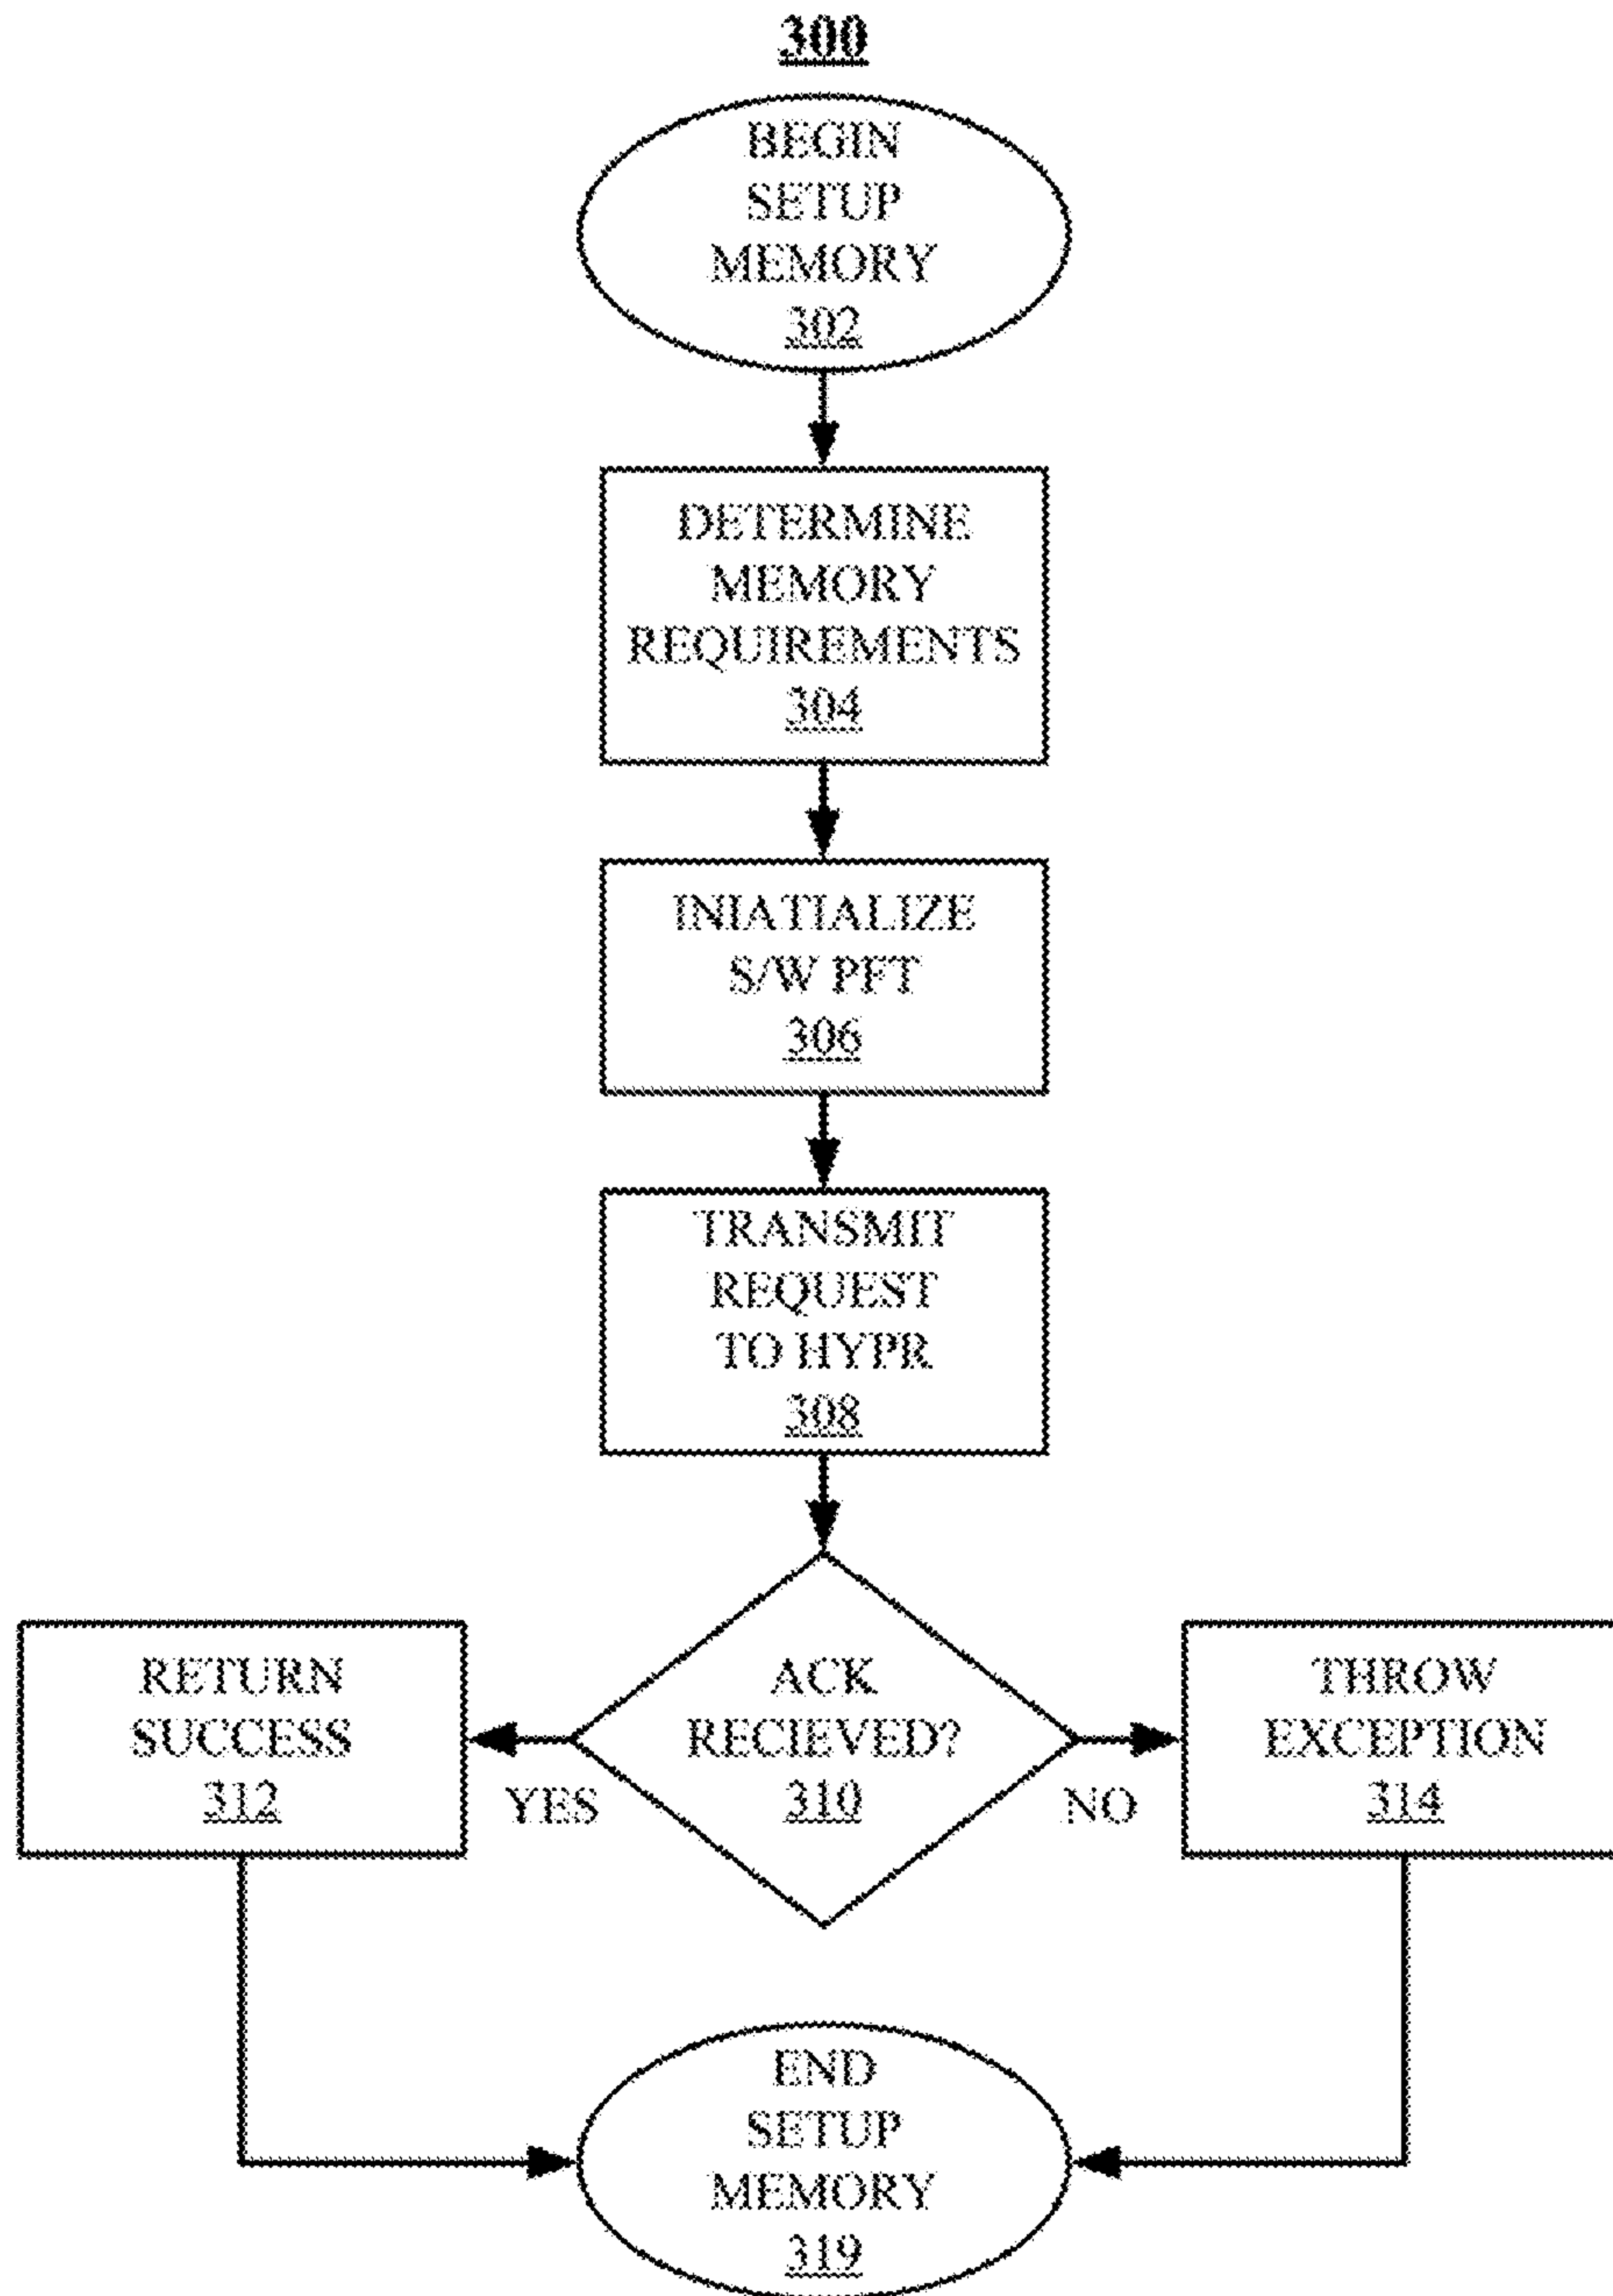 300
BEGIN
SETUP
MEMORY
302
DETERMINE
MEMORY
REQUIREMENTS
304
INIATIALIZE
S/W PFT
306
TRANSMIT
REQUEST
TO HYPR
308
ACK
RECIEVED?
310
YES
NO
RETURN
SUCCESS
312
THROW
EXCEPTION
314
END
SETUP
MEMORY
319